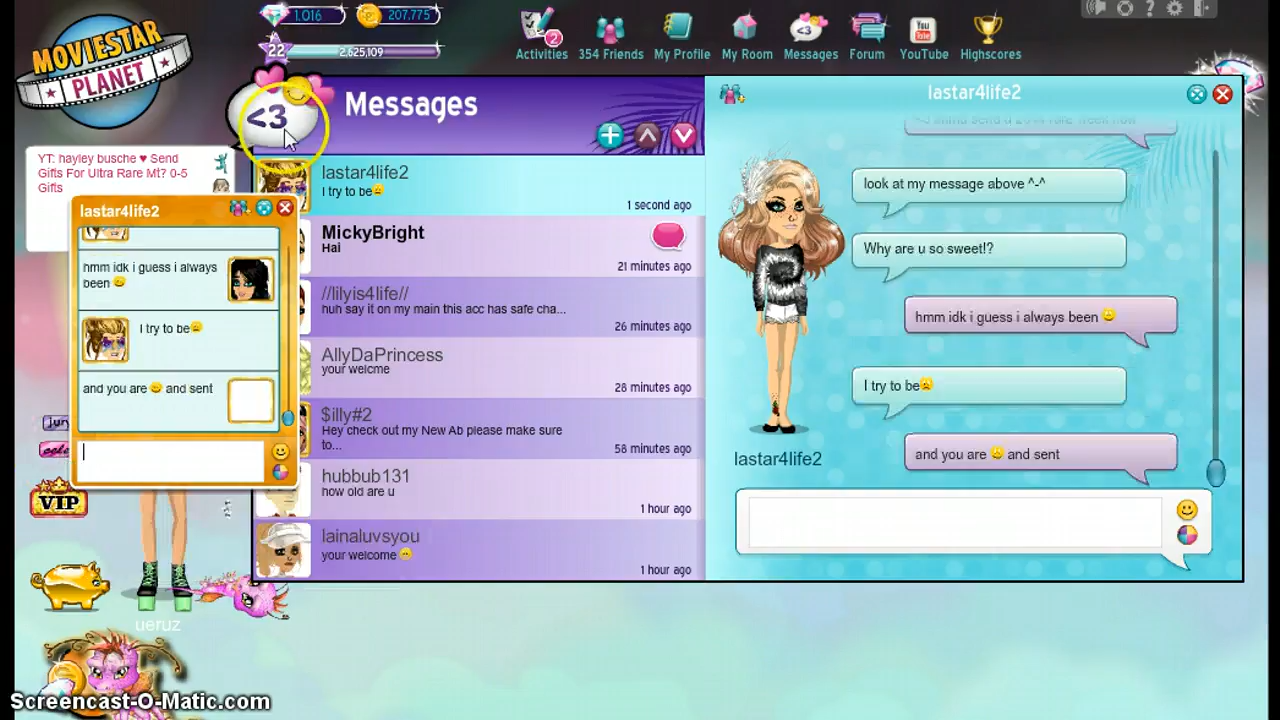 MOVIESTAR
PLANET
1.016
207.775
22
2,625,109
2
Activities
354 Friends
My Profile
My Room
<3
Messages
Forum
You
Tube
YouTube
Highscores
YT: hayley busche ♥ Send
Gifts For Ultra Rare Mt? 0-5
Gifts
<3
Messages
lastar4life2
I try to be
1 second ago
MickyBright
Hai
21 minutes ago
//lilyis4life//
huh say it on my main this acc has safe cha...
26 minutes ago
AllyDaPrincess
your welcme
28 minutes ago
$illy#2
Hey check out my New Ab please make sure
to...
58 minutes ago
hubbub131
how old are u
1 hour ago
lainaluvsyou
your welcome
1 hour ago
lastar4life2
hmm idk i guess i always
been
I try to be
and you are 😊 and sent
lastar4life2
look at my message above ^-^
Why are u so sweet!?
hmm idk i guess i always been
I try to be
and you are 😊 and sent
lastar4life2
VIP
ueruz
Screencast-O-Matic.com